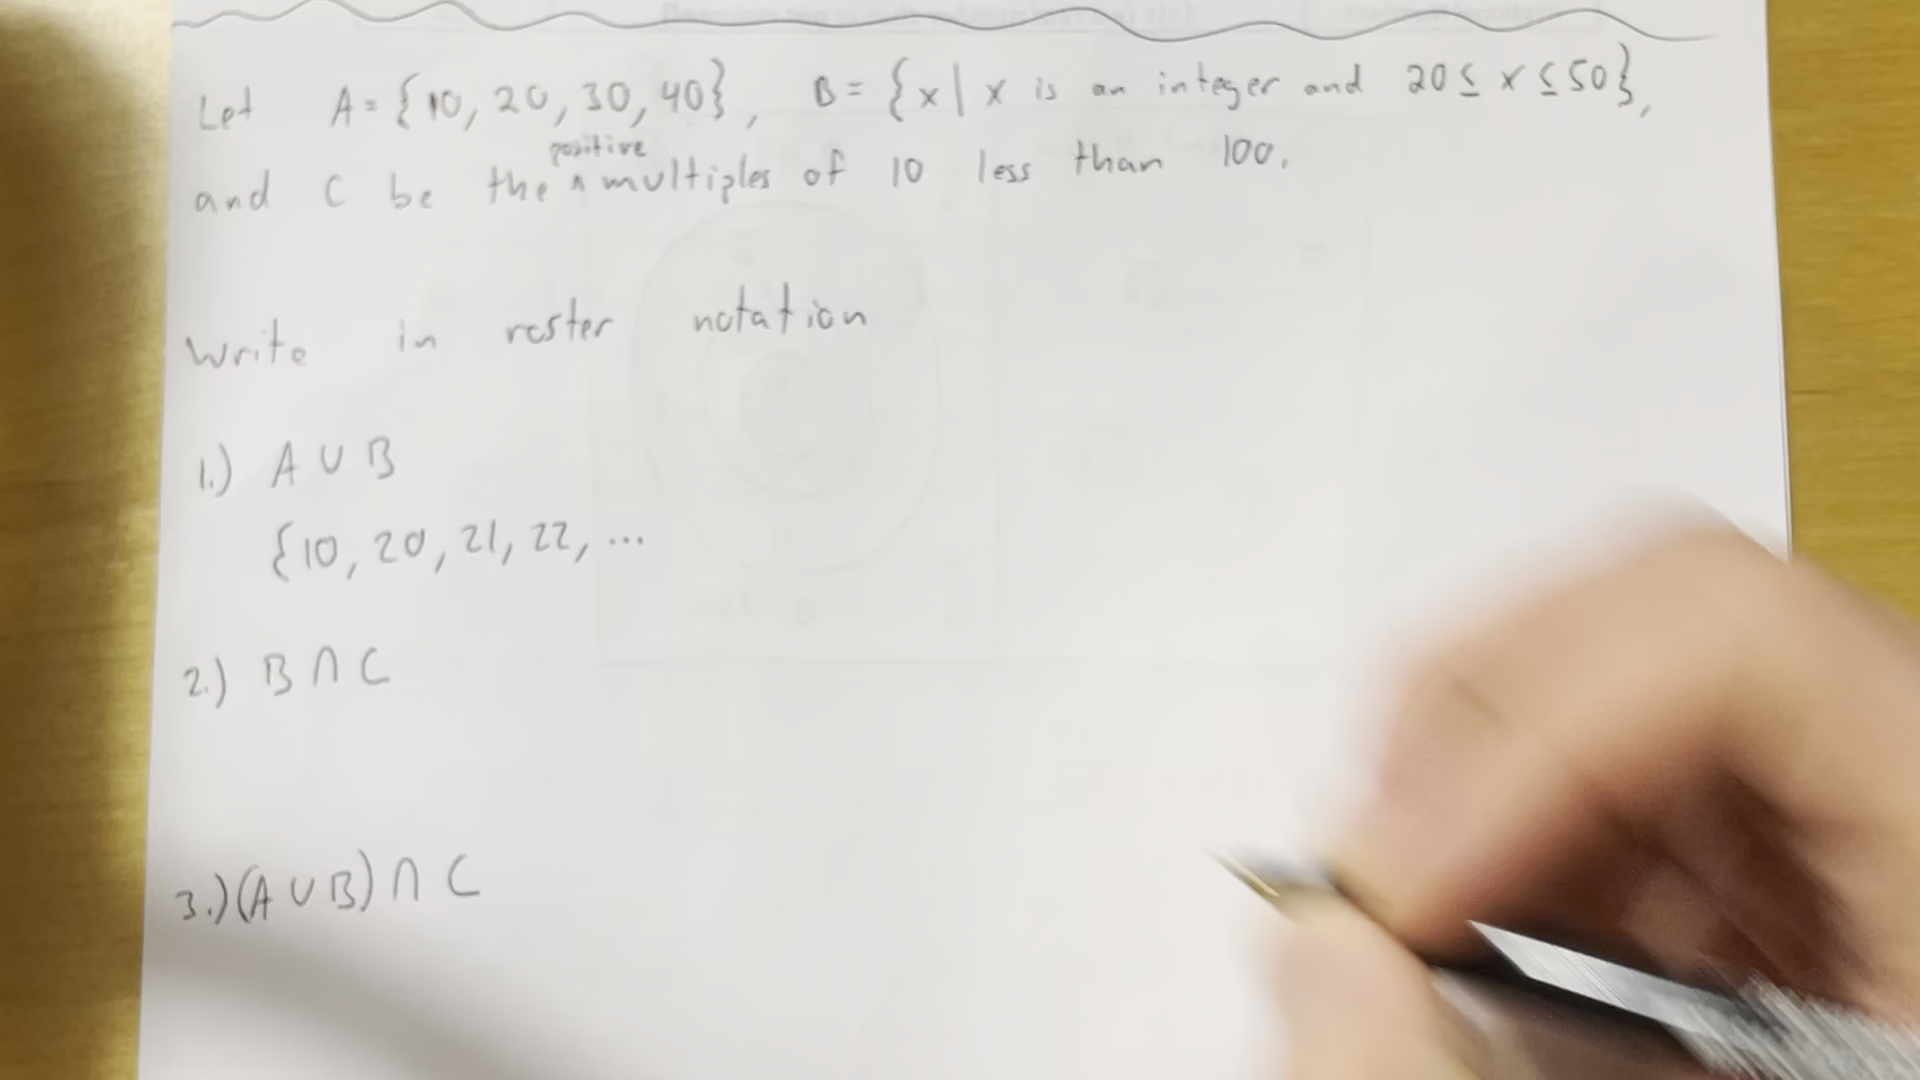 Let A = {10, 20, 30, 40}, B = {x | x is an integer and 20 ≤ x ≤ 50},
positive
and C be the ^ multiples of 10 less than 100.
Write in roster notation
1.) A ∪ B
{10, 20, 21, 22, ...
2.) B ∩ C
3.) (A ∪ B) ∩ C